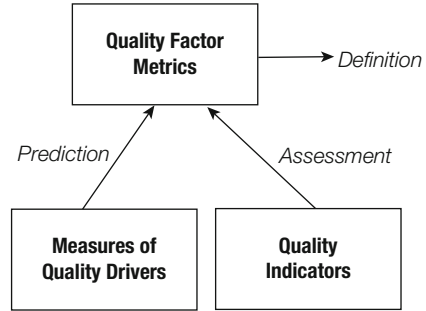 Quality Factor
Metrics
Definition
Prediction
Assessment
Measures of
Quality Drivers
Quality
Indicators